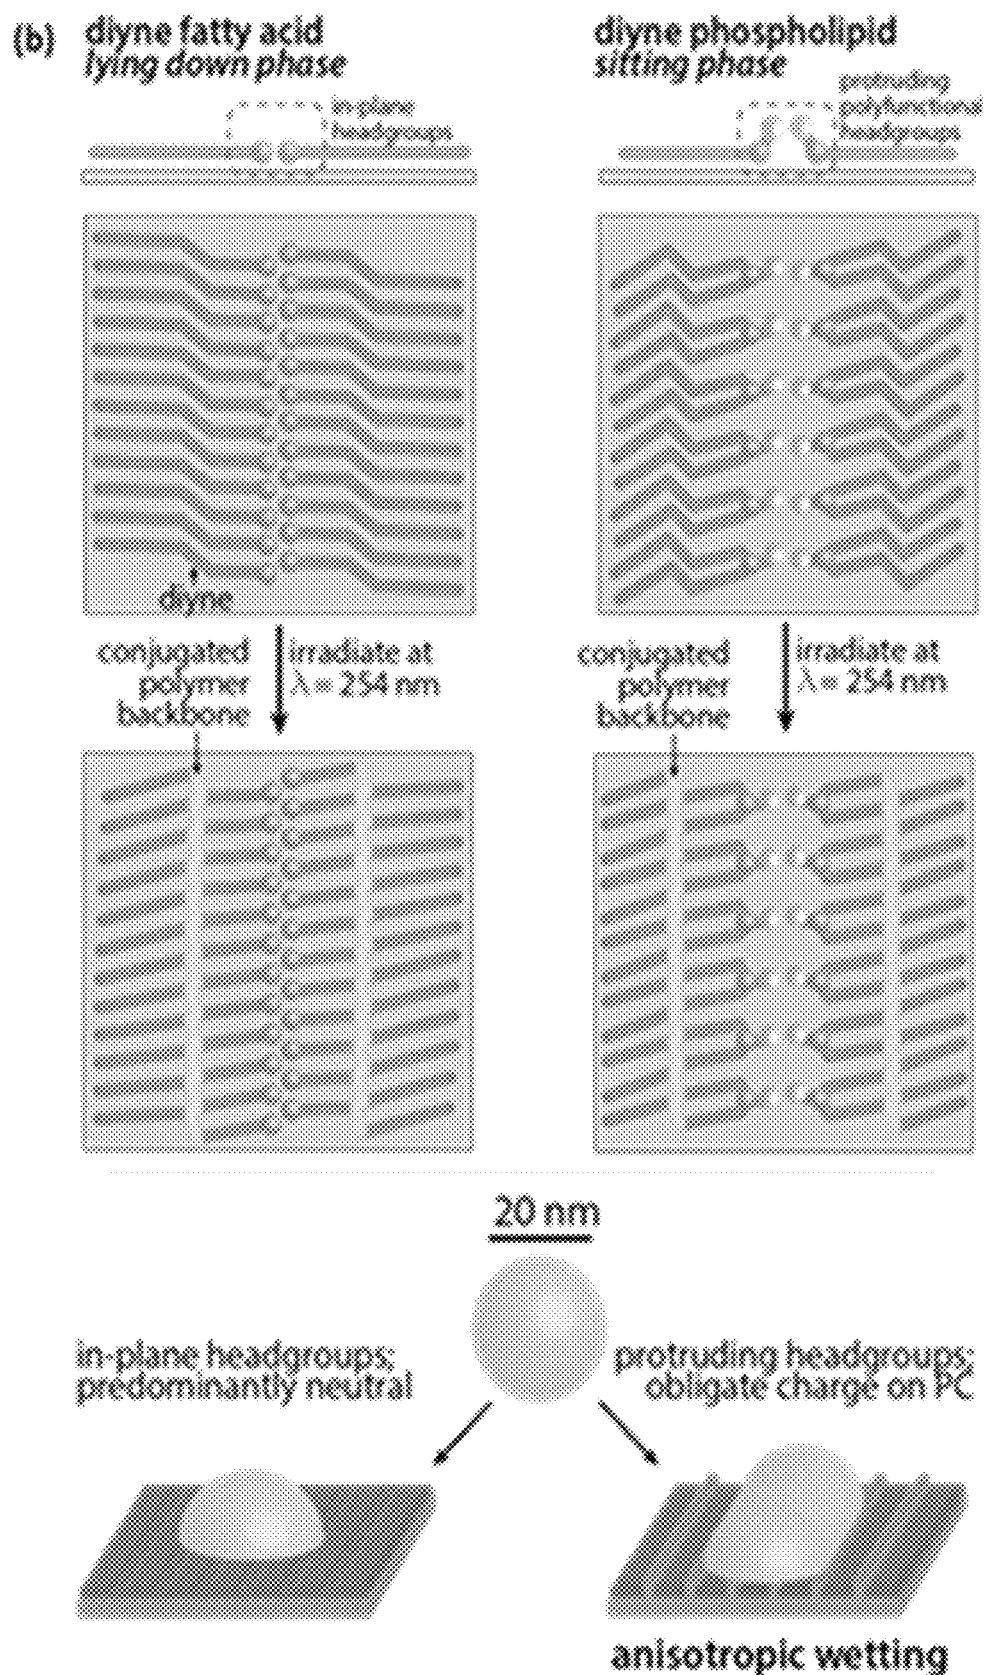 (b) diyne fatty acid
lying down phase
in-plane
headgroups
diyne phospholipid
sitting phase
protruding
polyfunctional
headgroups
diyne
conjugated
polymer
backbone
irradiate at
λ = 254 nm
conjugated
polymer
backbone
irradiate at
λ = 254 nm
20 nm
in-plane headgroups;
predominantly neutral
protruding headgroups;
obligate charge on PC
anisotropic wetting